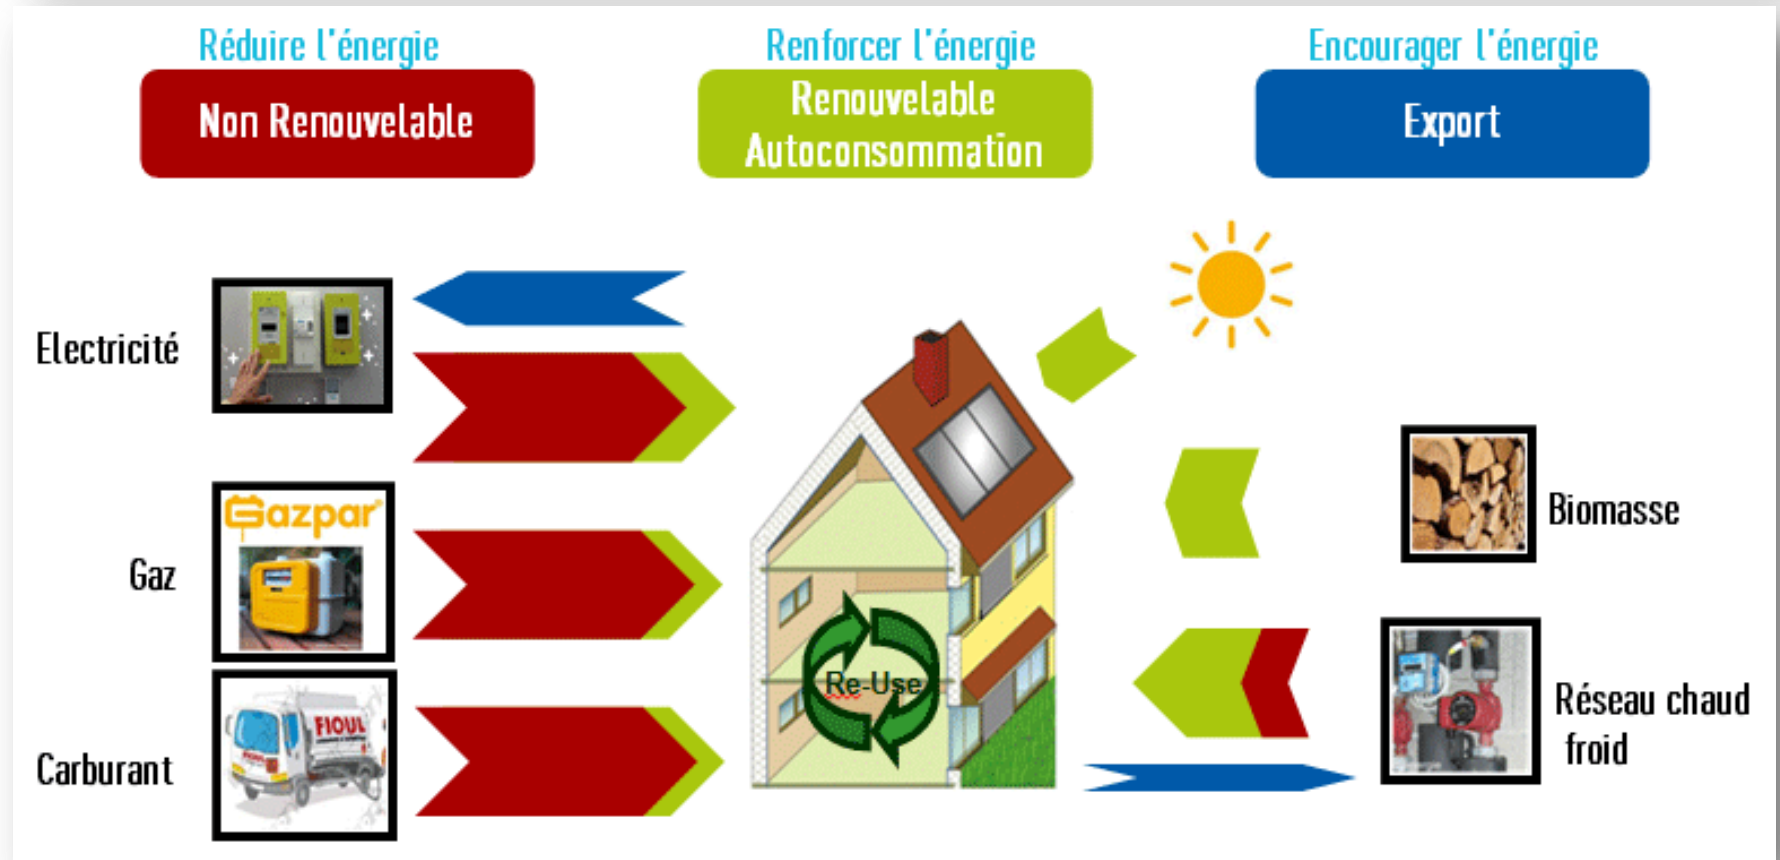 Réduire l'énergie
Non Renouvelable
Renforcer l'énergie
Renouvelable
Autoconsommation
Encourager l'énergie
Export
Electricité
Gazpar
Gaz
FIOUL
Carburant
Re-Use
Biomasse
Réseau chaud
froid